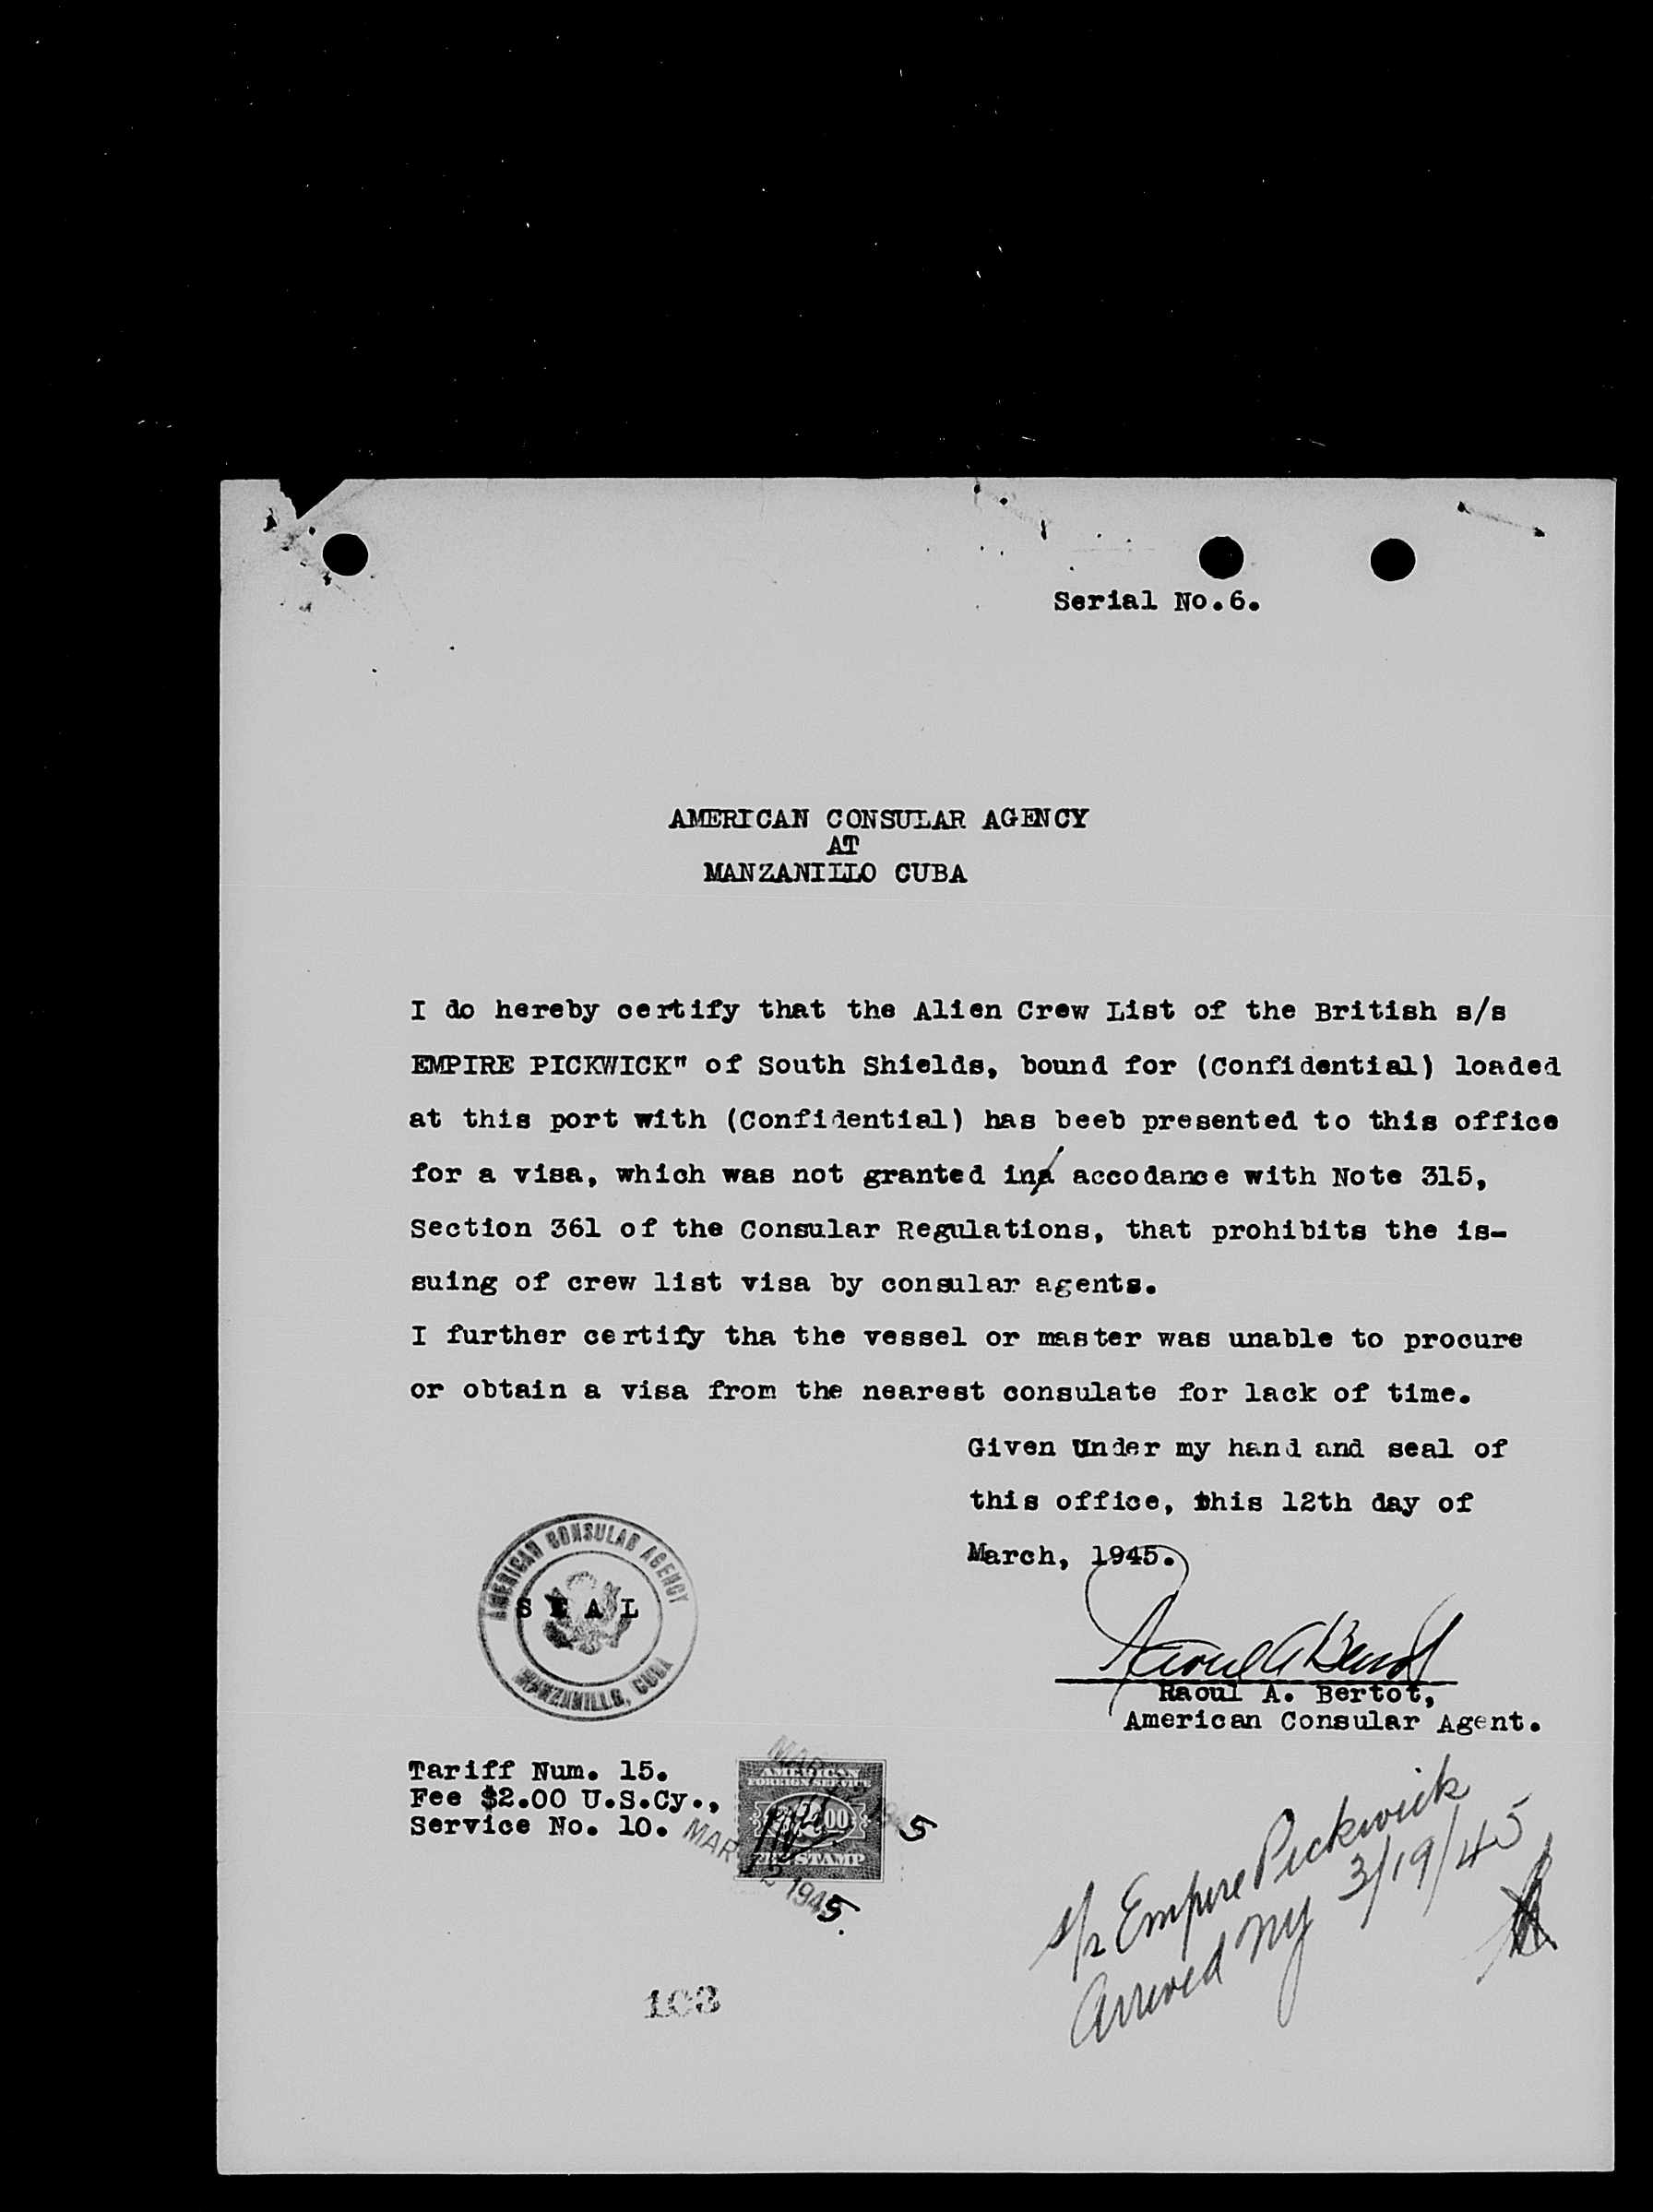 Serial No.6.
AMERICAN CONSULAR AGENCY
AT
MANZANILLO CUBA
I do hereby certify that the Alien Crew List of the British s/s
EMPIRE PICKWICK" of South Shields, bound for (Confidential) loaded
at this port with (Confidential) has beeb presented to this office
for a visa, which was not granted in accodance with Note 315,
Section 361 of the Consular Regulations, that prohibits the is-
suing of crew list visa by consular agents.
I further certify tha the vessel or master was unable to procure
or obtain a visa from the nearest consulate for lack of time.
Given under my hand and seal of
this office, this 12th day of
March, 1945.
AMERICAN CONSULAR AGENCY
SEAL
MANZANILLO, CUBA
Raoul A. Bertot
Raoul A. Bertot,
American Consular Agent.
Tariff Num. 15.
Fee $2.00 U.S.Cy.,
Service No. 10.
AMERICAN
FOREIGN SERVICE
FEE STAMP
MAR 12 1945.
s/s Empire Pickwick
Arrived NY 3/19/45
103